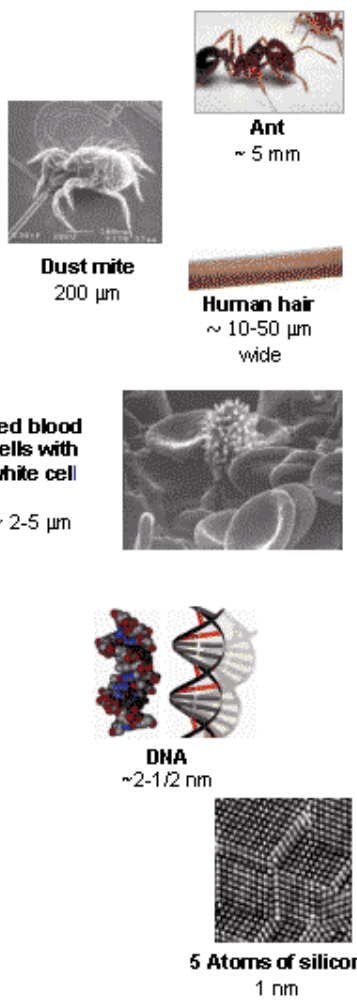 Ant
~ 5 mm
Dust mite
200 µm
Human hair
~ 10-50 µm
wide
ed blood
ells with
hite cell
~ 2-5 µm
DNA
~2-1/2 nm
5 Atoms of silicon
1 nm